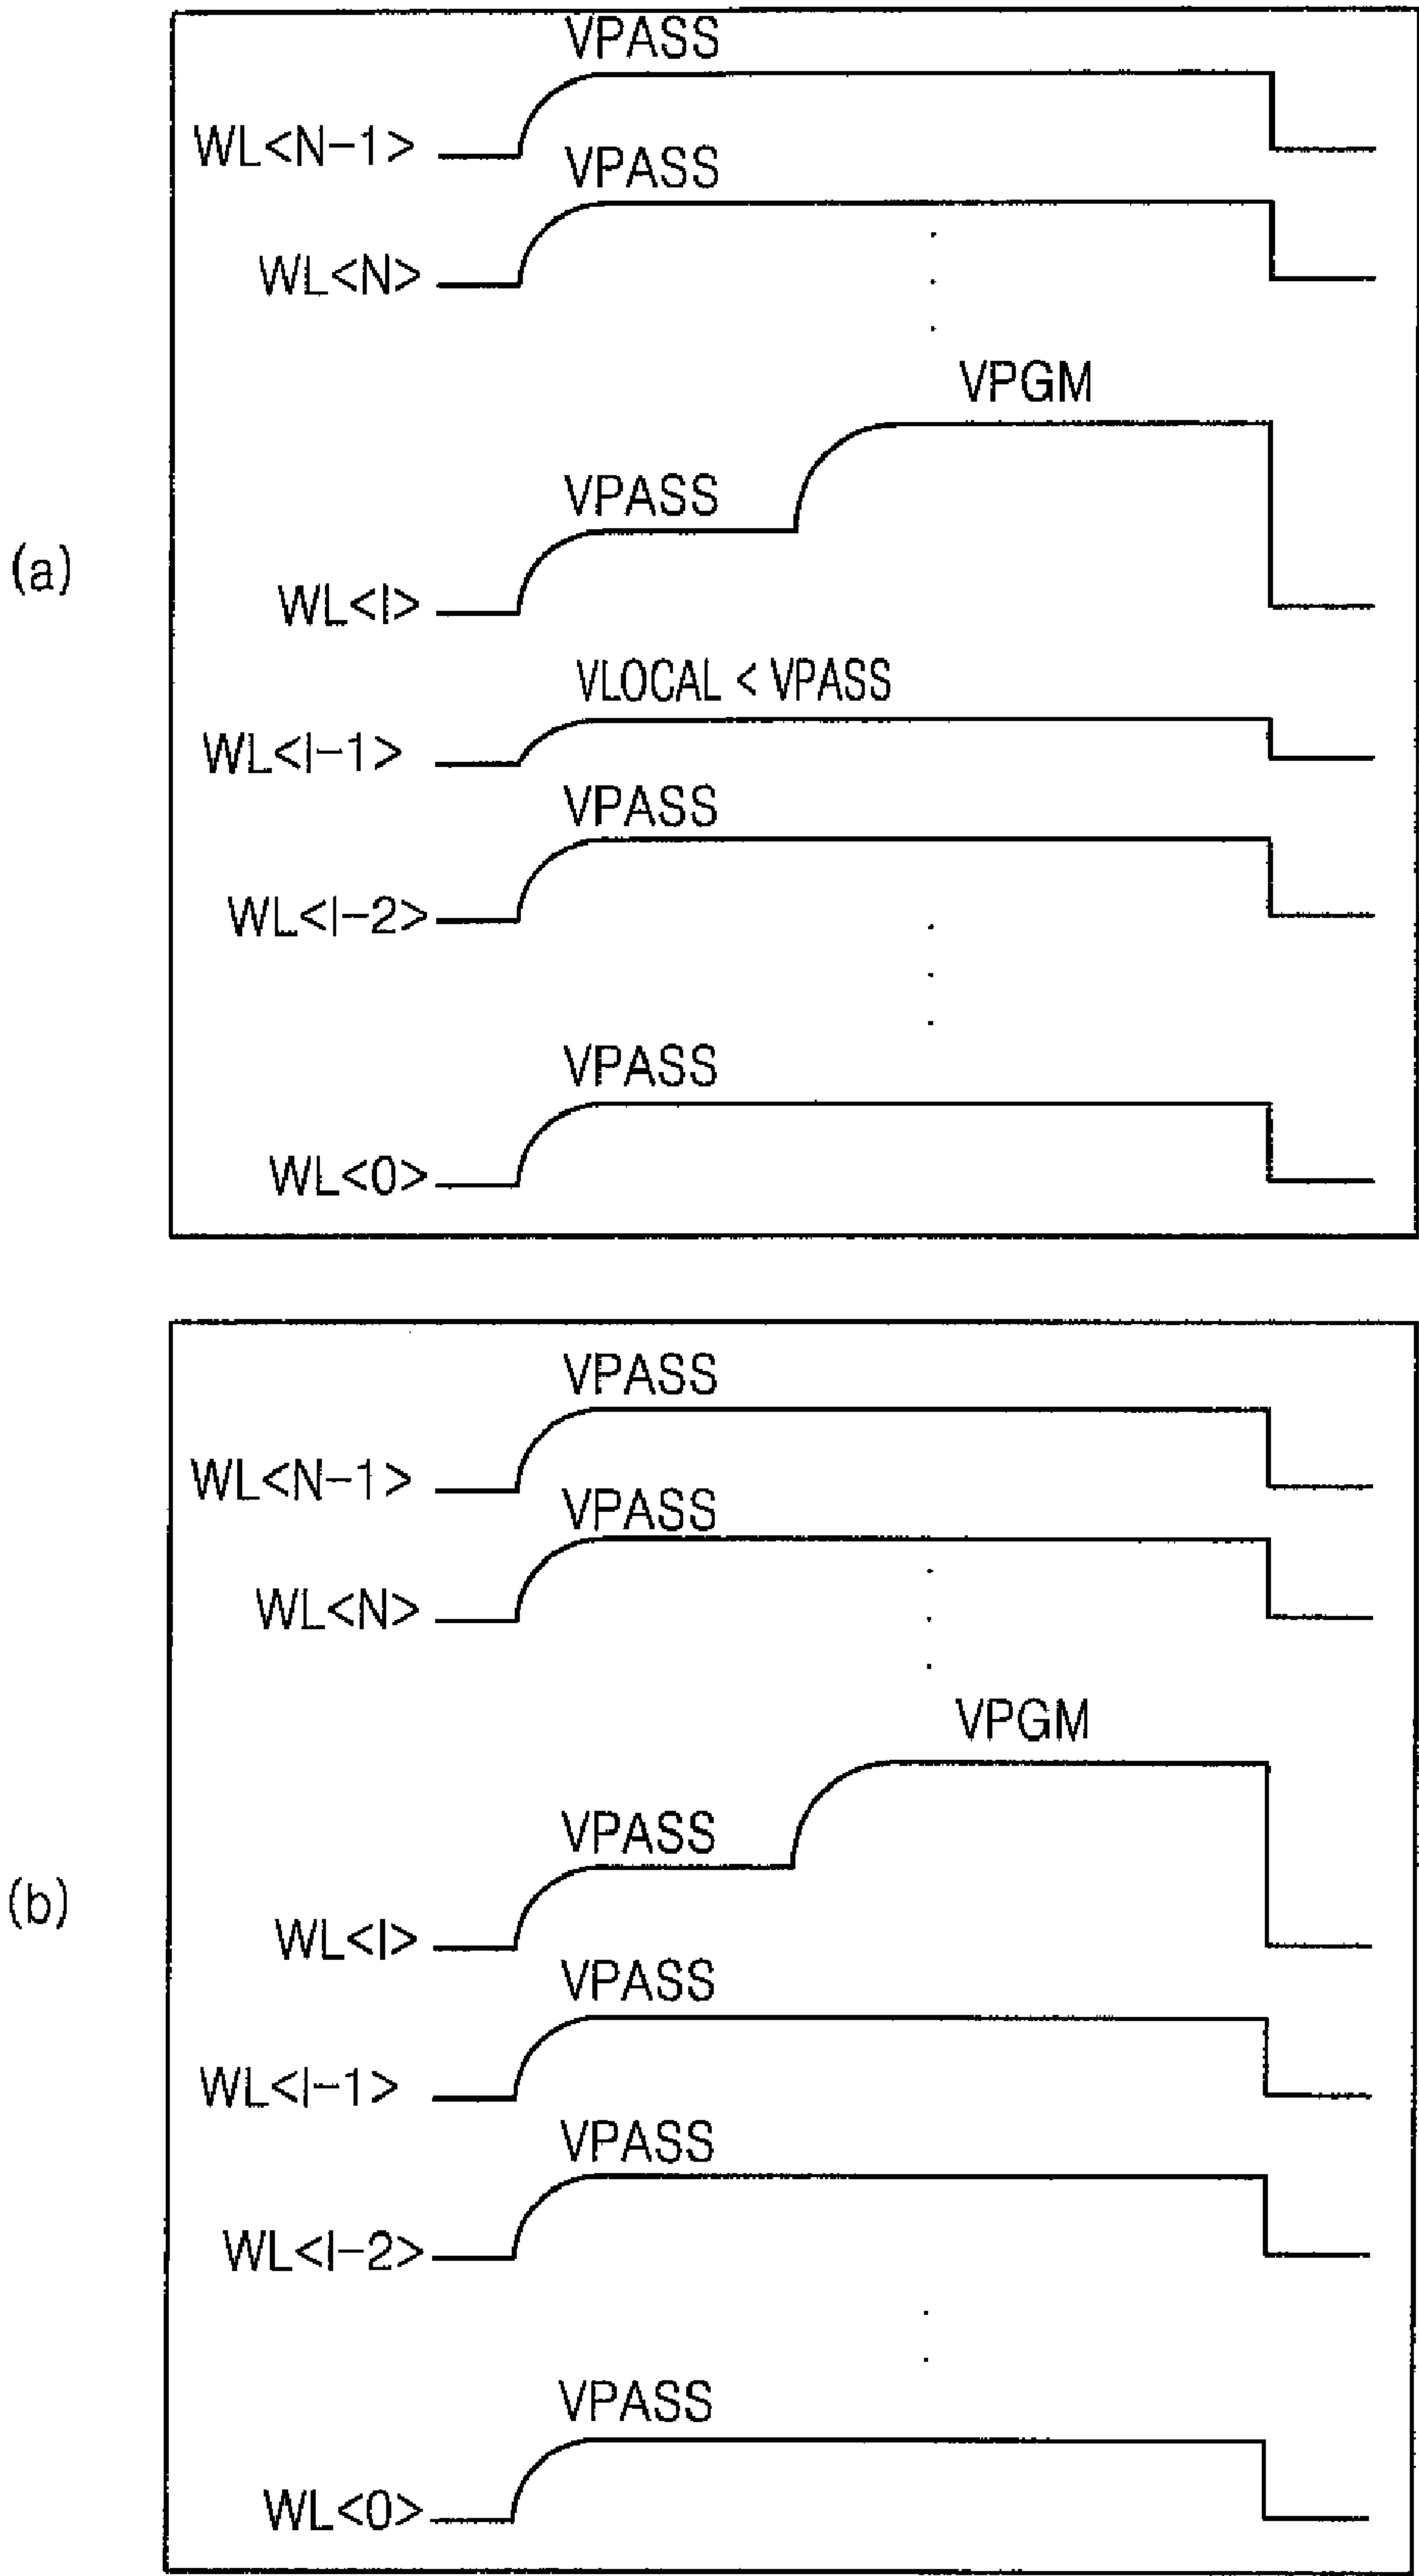 (a)
VPASS
WL<N-1>
VPASS
WL<N>
VPGM
VPASS
WL<I>
VLOCAL < VPASS
WL<I-1>
VPASS
WL<I-2>
VPASS
WL<0>
(b)
VPASS
WL<N-1>
VPASS
WL<N>
VPGM
VPASS
WL<I>
VPASS
WL<I-1>
VPASS
WL<I-2>
VPASS
WL<0>